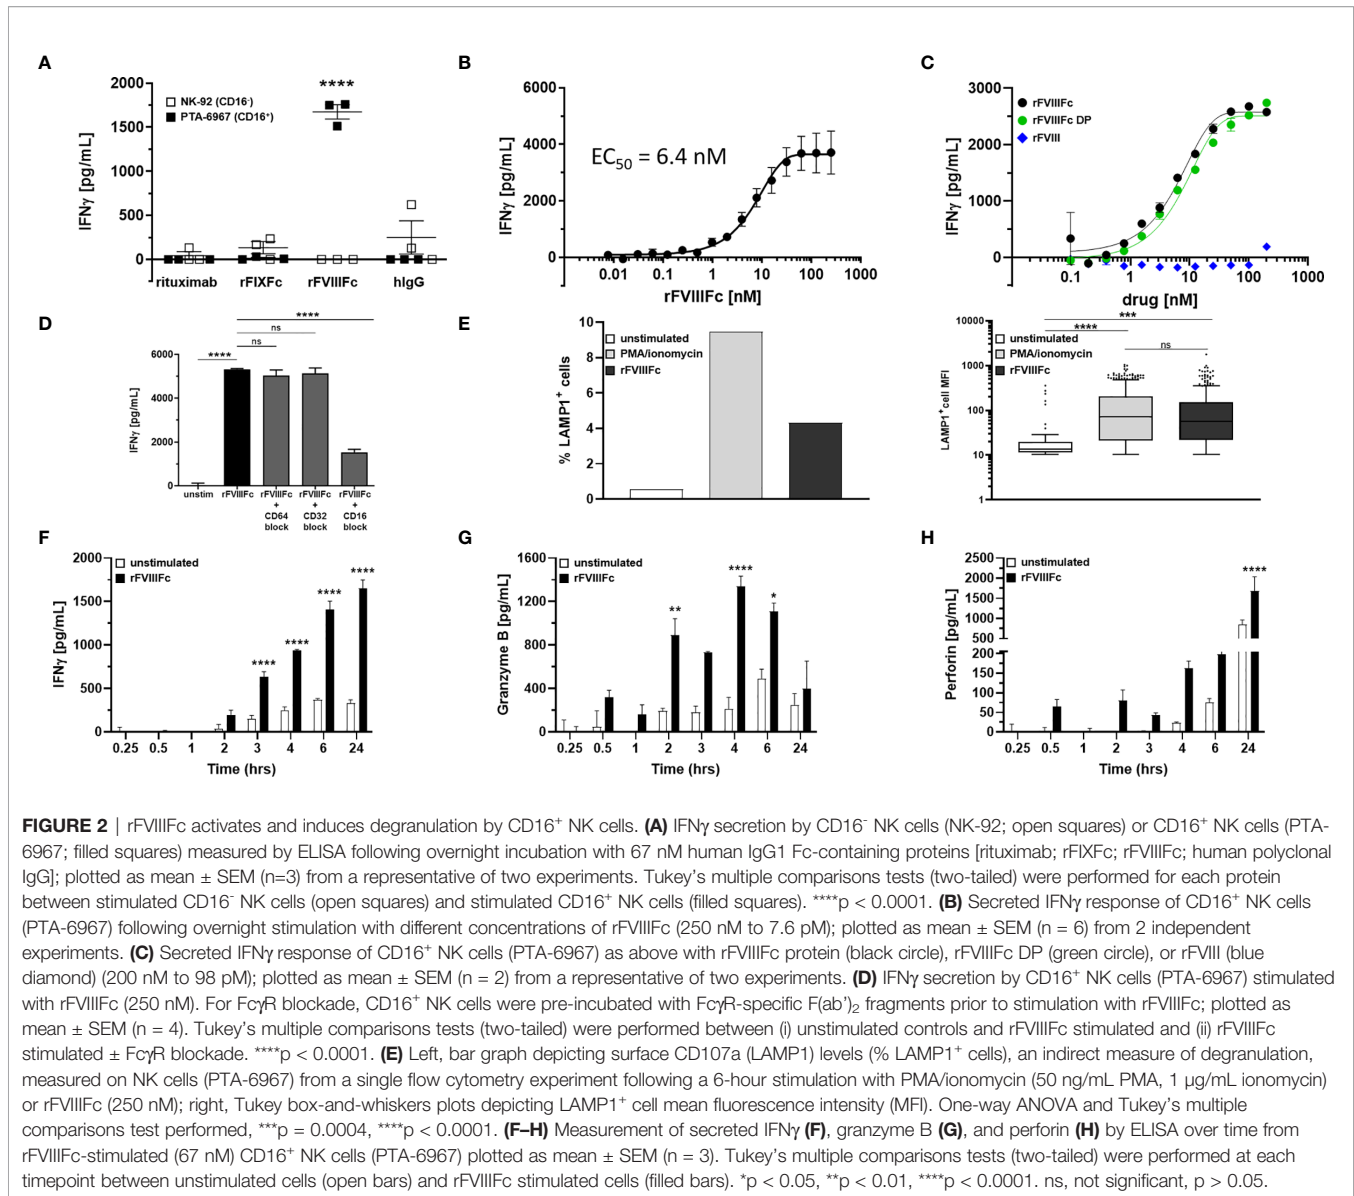 A
IFNγ [pg/mL]
2000
1500
1000
500
0
NK-92 (CD16-)
PTA-6967 (CD16+)
****
rituximab rFIXFc rFVIIIFc hIgG
B
IFNγ [pg/mL]
6000
4000
2000
0
EC50 = 6.4 nM
0.01 0.1 1 10 100 1000
rFVIIIFc [nM]
C
IFNγ [pg/mL]
3000
2000
1000
0
rFVIIIFc
rFVIIIFc DP
rFVIII
0.1 1 10 100 1000
drug [nM]
D
IFNγ [pg/mL]
6000
4000
2000
0
****
ns
ns
****
unstim rFVIIIFc rFVIIIFc rFVIIIFc rFVIIIFc
+ + +
CD64 CD32 CD16
block block block
E
% LAMP1+ cells
10
8
6
4
2
0
unstimulated
PMA/ionomycin
rFVIIIFc
LAMP1+cell MFI
10000
1000
100
10
1
***
****
ns
unstimulated
PMA/ionomycin
rFVIIIFc
F
IFNγ [pg/mL]
2000
1500
1000
500
0
unstimulated
rFVIIIFc
**** **** **** ****
0.25 0.5 1 2 3 4 6 24
Time (hrs)
G
Granzyme B [pg/mL]
1600
1200
800
400
0
unstimulated
rFVIIIFc
** **** *
0.25 0.5 1 2 3 4 6 24
Time (hrs)
H
Perforin [pg/mL]
2500
2000
1500
1000
500
200
150
100
50
0
unstimulated
rFVIIIFc
****
0.25 0.5 1 2 3 4 6 24
Time (hrs)
FIGURE 2 | rFVIIIFc activates and induces degranulation by CD16+ NK cells. (A) IFNγ secretion by CD16- NK cells (NK-92; open squares) or CD16+ NK cells (PTA-
6967; filled squares) measured by ELISA following overnight incubation with 67 nM human IgG1 Fc-containing proteins [rituximab; rFIXFc; rFVIIIFc; human polyclonal
IgG]; plotted as mean ± SEM (n=3) from a representative of two experiments. Tukey's multiple comparisons tests (two-tailed) were performed for each protein
between stimulated CD16- NK cells (open squares) and stimulated CD16+ NK cells (filled squares). ****p < 0.0001. (B) Secreted IFNγ response of CD16+ NK cells
(PTA-6967) following overnight stimulation with different concentrations of rFVIIIFc (250 nM to 7.6 pM); plotted as mean ± SEM (n = 6) from 2 independent
experiments. (C) Secreted IFNγ response of CD16+ NK cells (PTA-6967) as above with rFVIIIFc protein (black circle), rFVIIIFc DP (green circle), or rFVIII (blue
diamond) (200 nM to 98 pM); plotted as mean ± SEM (n = 2) from a representative of two experiments. (D) IFNγ secretion by CD16+ NK cells (PTA-6967) stimulated
with rFVIIIFc (250 nM). For FcγR blockade, CD16+ NK cells were pre-incubated with FcγR-specific F(ab')2 fragments prior to stimulation with rFVIIIFc; plotted as
mean ± SEM (n = 4). Tukey's multiple comparisons tests (two-tailed) were performed between (i) unstimulated controls and rFVIIIFc stimulated and (ii) rFVIIIFc
stimulated ± FcγR blockade. ****p < 0.0001. (E) Left, bar graph depicting surface CD107a (LAMP1) levels (% LAMP1+ cells), an indirect measure of degranulation,
measured on NK cells (PTA-6967) from a single flow cytometry experiment following a 6-hour stimulation with PMA/ionomycin (50 ng/mL PMA, 1 μg/mL ionomycin)
or rFVIIIFc (250 nM); right, Tukey box-and-whiskers plots depicting LAMP1+ cell mean fluorescence intensity (MFI). One-way ANOVA and Tukey's multiple
comparisons test performed, ***p = 0.0004, ****p < 0.0001. (F–H) Measurement of secreted IFNγ (F), granzyme B (G), and perforin (H) by ELISA over time from
rFVIIIFc-stimulated (67 nM) CD16+ NK cells (PTA-6967) plotted as mean ± SEM (n = 3). Tukey's multiple comparisons tests (two-tailed) were performed at each
timepoint between unstimulated cells (open bars) and rFVIIIFc stimulated cells (filled bars). *p < 0.05, **p < 0.01, ****p < 0.0001. ns, not significant, p > 0.05.